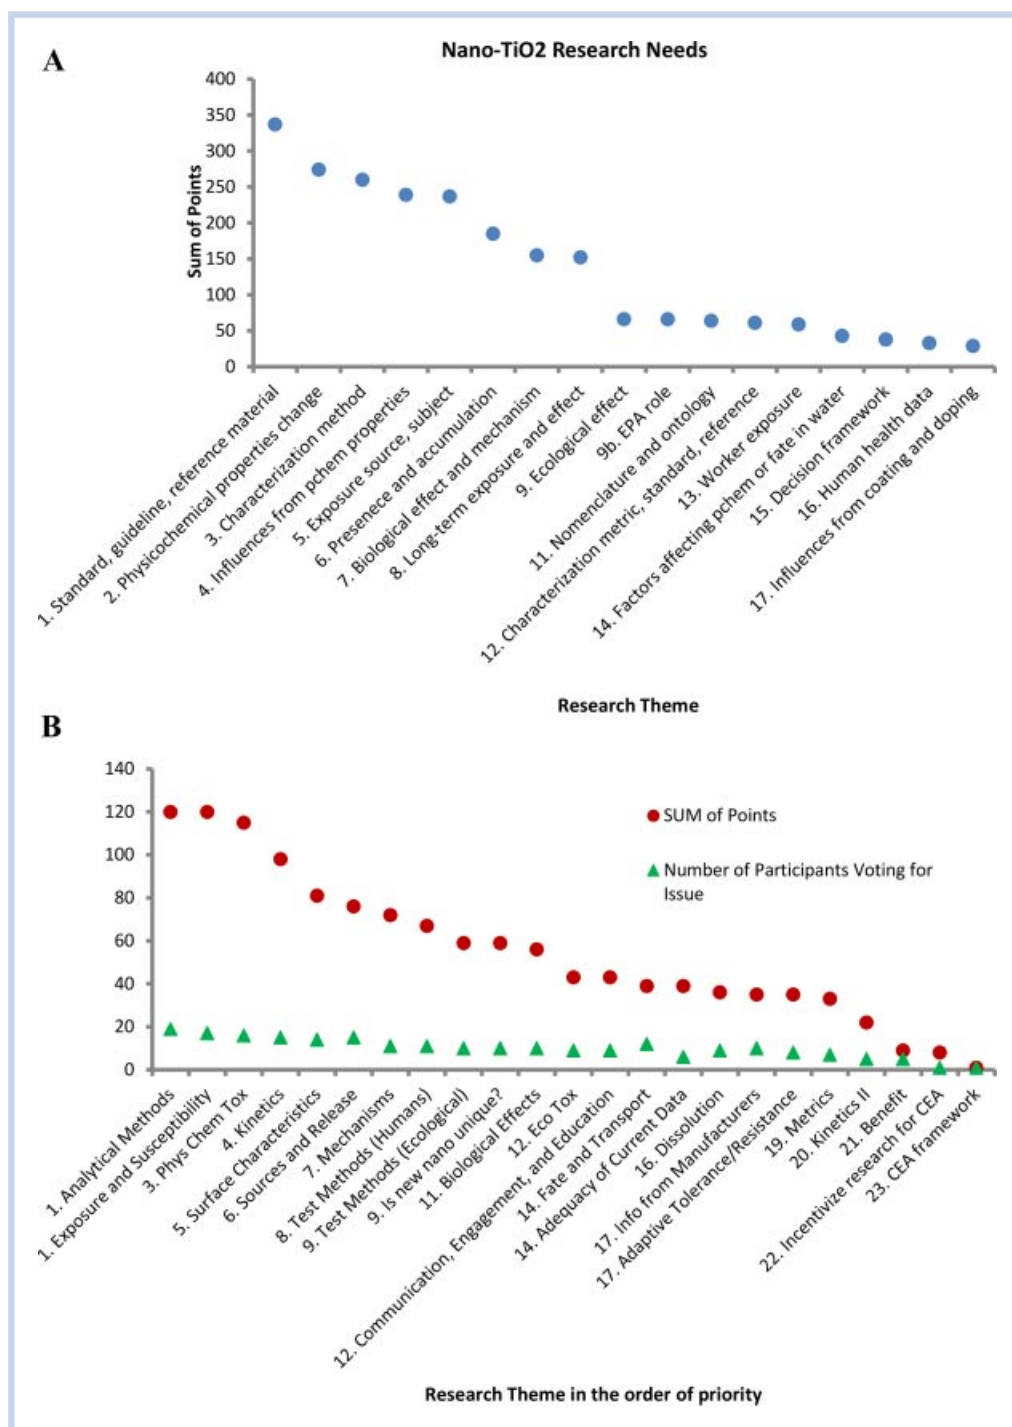 A
Nano-TiO2 Research Needs
Sum of Points
400
350
300
250
200
150
100
50
0
1. Standard, guideline, reference material
2. Physicochemical properties change
3. Characterization method
4. Influences from pchem properties
5. Exposure source, subject
6. Presenece and accumulation
7. Biological effect and mechanism
8. Long-term exposure and effect
9. Ecological effect
9b. EPA role
11. Nomenclature and ontology
12. Characterization metric, standard, reference
13. Worker exposure
14. Factors affecting pchem or fate in water
15. Decision framework
16. Human health data
17. Influences from coating and doping
Research Theme
B
140
120
100
80
60
40
20
0
SUM of Points
Number of Participants Voting for
Issue
1. Analytical Methods
1. Exposure and Susceptibility
3. Phys Chem Tox
4. Kinetics
5. Surface Characteristics
6. Sources and Release
7. Mechanisms
8. Test Methods (Humans)
9. Test Methods (Ecological)
9. Is new nano unique?
11. Biological Effects
12. Eco Tox
12. Communication, Engagement, and Education
14. Fate and Transport
14. Adequacy of Current Data
16. Dissolution
17. Info from Manufacturers
17. Adaptive Tolerance/Resistance
19. Metrics
20. Kinetics II
21. Benefit
22. Incentivize research for CEA
23. CEA framework
Research Theme in the order of priority